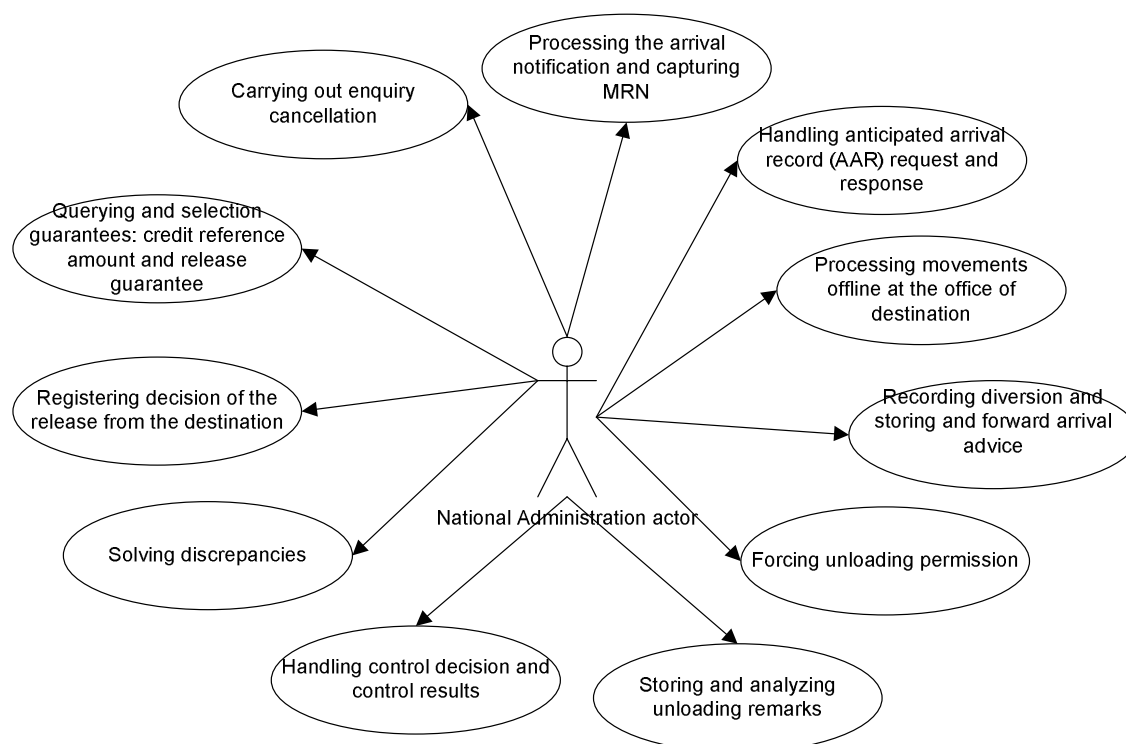 Processing the arrival
notification and capturing
MRN
Carrying out enquiry
cancellation
Handling anticipated arrival
record (AAR) request and
response
Querying and selection
guarantees: credit reference
amount and release
guarantee
Processing movements
offline at the office of
destination
Registering decision of the
release from the destination
Recording diversion and
storing and forward arrival
advice
National Administration actor
Solving discrepancies
Forcing unloading permission
Handling control decision and
control results
Storing and analyzing
unloading remarks